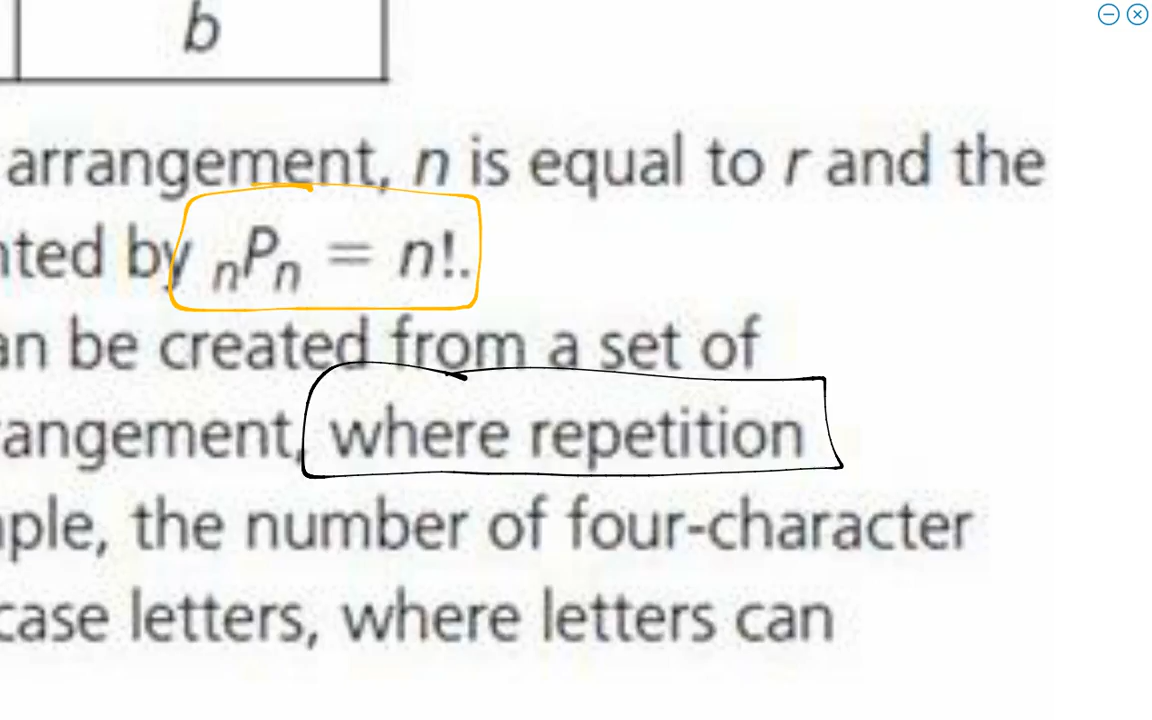 b
arrangement, n is equal to r and the
nted by nPn = n!.
an be created from a set of
angement, where repetition
ple, the number of four-character
case letters, where letters can